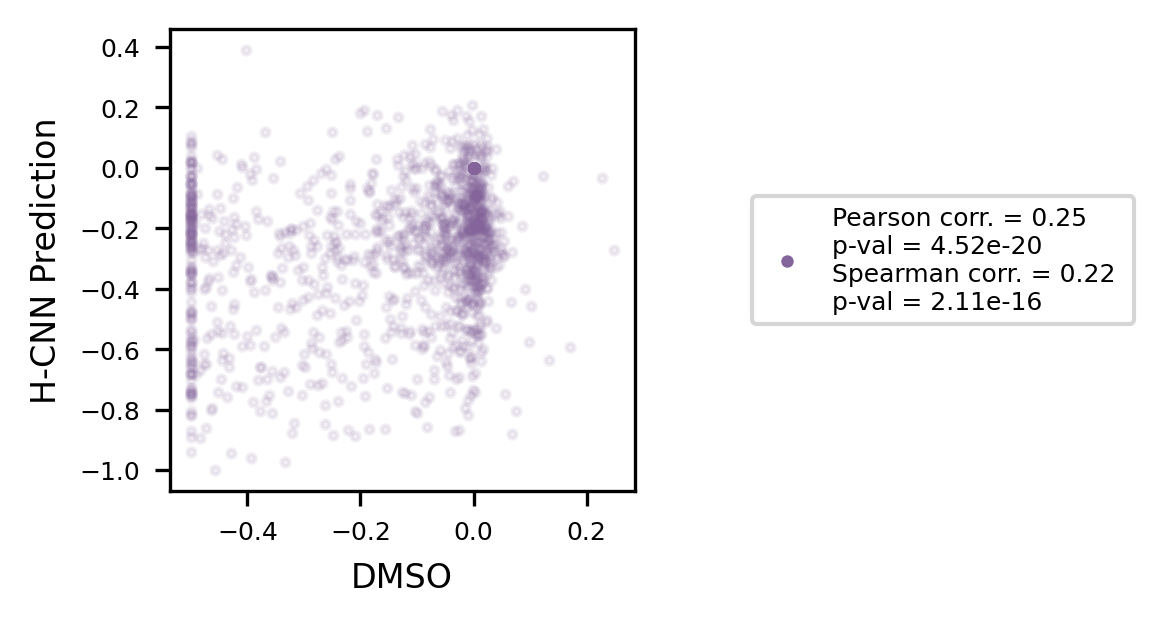 0.4
0.2
0.0
−0.2
−0.4
−0.6
−0.8
−1.0
H-CNN Prediction
−0.4
−0.2
0.0
0.2
DMSO
Pearson corr. = 0.25
p-val = 4.52e-20
Spearman corr. = 0.22
p-val = 2.11e-16